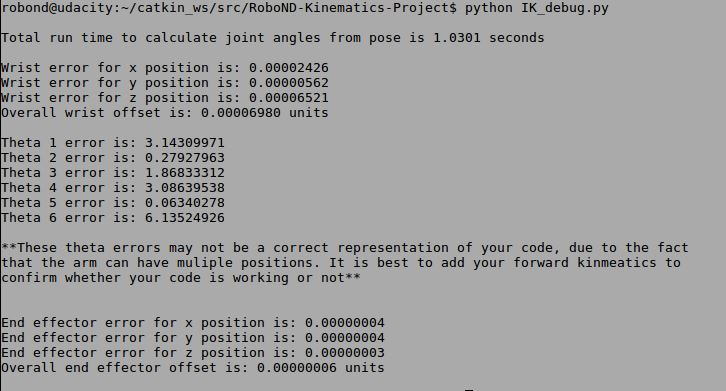 robond@udacity:~/catkin_ws/src/RoboND-Kinematics-Project$ python IK_debug.py
Total run time to calculate joint angles from pose is 1.0301 seconds
Wrist error for x position is: 0.00002426
Wrist error for y position is: 0.00000562
Wrist error for z position is: 0.00006521
Overall wrist offset is: 0.00006980 units
Theta 1 error is: 3.14309971
Theta 2 error is: 0.27927963
Theta 3 error is: 1.86833312
Theta 4 error is: 3.08639538
Theta 5 error is: 0.06340278
Theta 6 error is: 6.13524926
**These theta errors may not be a correct representation of your code, due to the fact
that the arm can have muliple positions. It is best to add your forward kinmeatics to
confirm whether your code is working or not**
End effector error for x position is: 0.00000004
End effector error for y position is: 0.00000004
End effector error for z position is: 0.00000003
Overall end effector offset is: 0.00000006 units